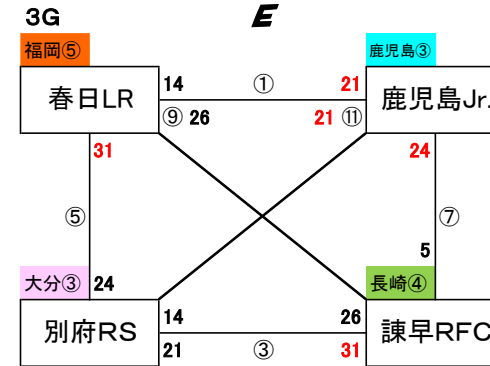 3G E
福岡⑤ 鹿児島③
春日LR 14 ① 21 鹿児島Jr.
⑨ 26 21 ⑪
31 24
⑤ ⑦
5
大分③ 24 長崎④
別府RS 14 26 諫早RFC
21 ③ 31